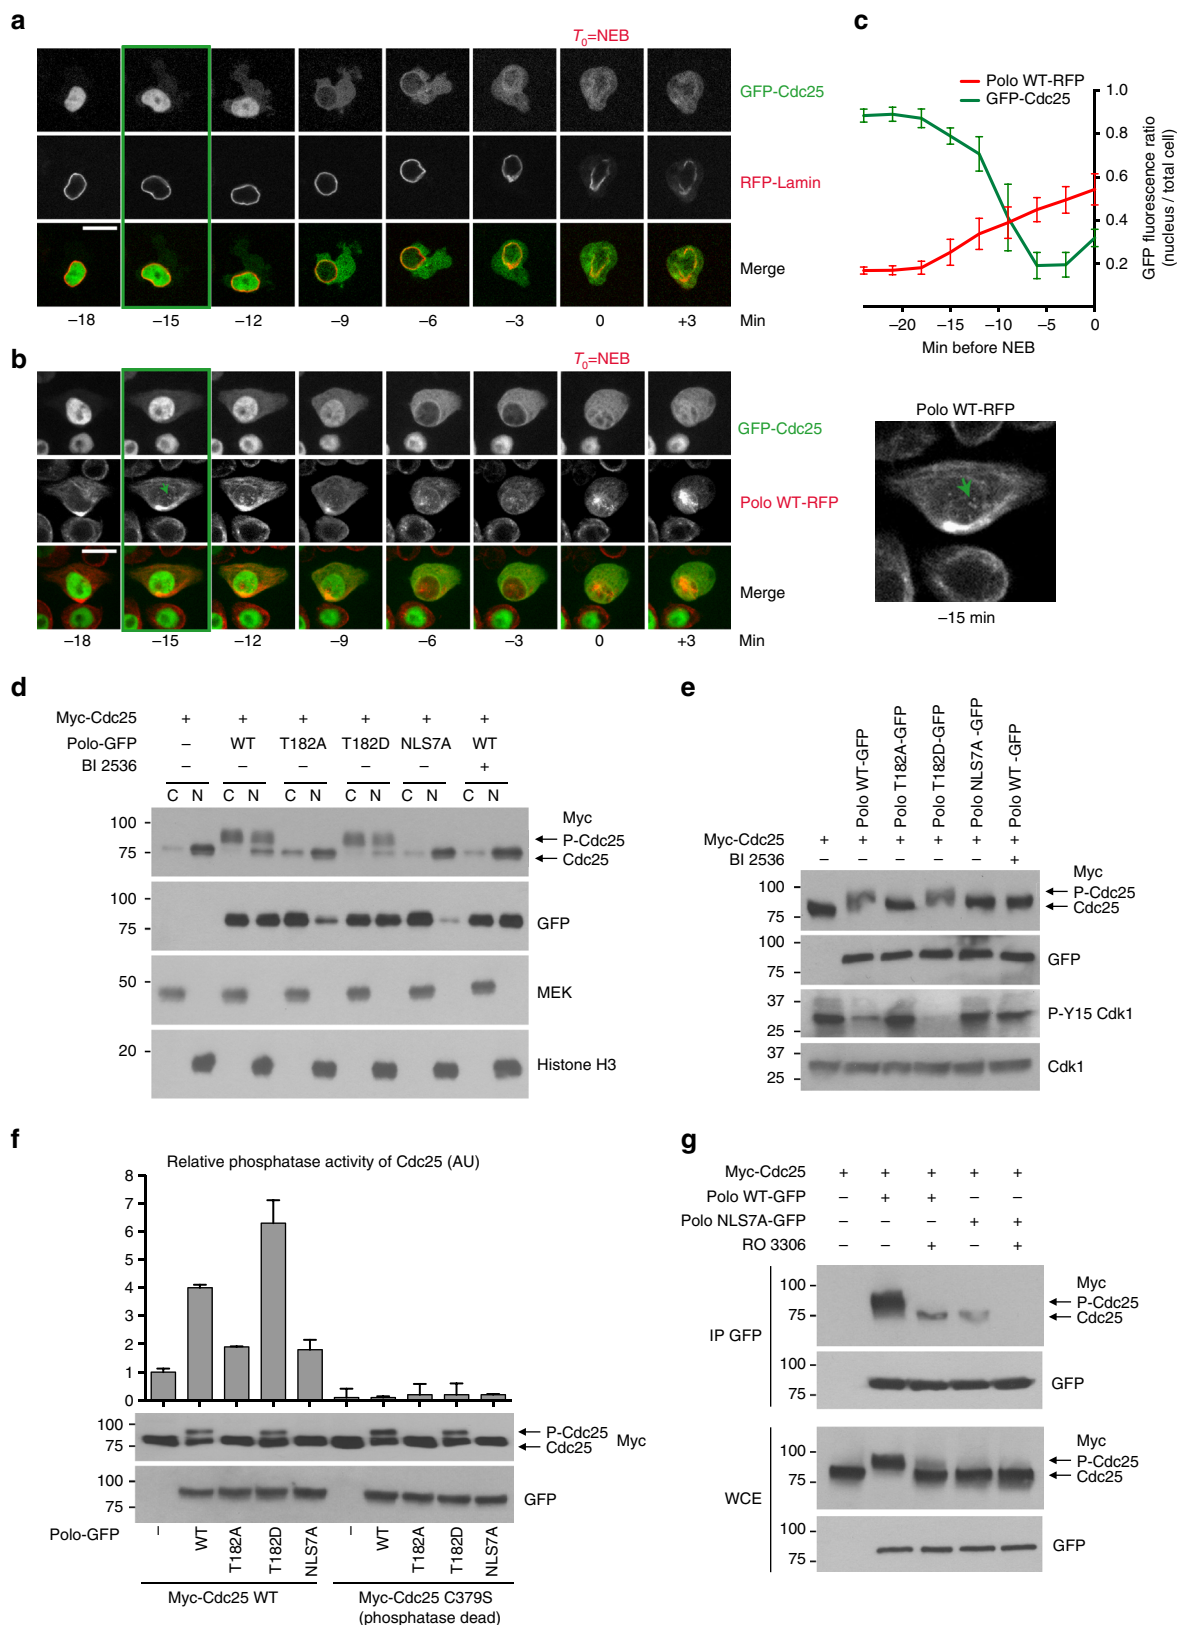 a
T0=NEB
GFP-Cdc25
RFP-Lamin
Merge
–18 –15 –12 –9 –6 –3 0 +3 Min
b
T0=NEB
GFP-Cdc25
Polo WT-RFP
Merge
–18 –15 –12 –9 –6 –3 0 +3 Min
c
Polo WT-RFP
GFP-Cdc25
1.0
0.8
0.6
0.4
0.2
GFP fluorescence ratio
(nucleus / total cell)
–20 –15 –10 –5 0
Min before NEB
Polo WT-RFP
–15 min
d
Myc-Cdc25 + + + + + +
Polo-GFP – WT T182A T182D NLS7A WT
BI 2536 – – – – – +
C N C N C N C N C N C N
Myc
100
P-Cdc25
75
Cdc25
100
75
GFP
50
MEK
20
Histone H3
e
Polo WT-GFP
Polo T182A-GFP
Polo T182D-GFP
Polo NLS7A -GFP
Polo WT -GFP
Myc-Cdc25 + + + + + +
BI 2536 – – – – – +
Myc
100
P-Cdc25
Cdc25
75
100
GFP
75
37
P-Y15 Cdk1
25
37
Cdk1
25
f
Relative phosphatase activity of Cdc25 (AU)
8
7
6
5
4
3
2
1
0
100
P-Cdc25
Myc
75
Cdc25
100
GFP
75
Polo-GFP – WT T182A T182D NLS7A – WT T182A T182D NLS7A
Myc-Cdc25 WT Myc-Cdc25 C379S
(phosphatase dead)
g
Myc-Cdc25 + + + + +
Polo WT-GFP – + + – –
Polo NLS7A-GFP – – – + +
RO 3306 – – + – +
IP GFP
Myc
100
P-Cdc25
75
Cdc25
100
GFP
75
WCE
Myc
100
P-Cdc25
75
Cdc25
100
GFP
75